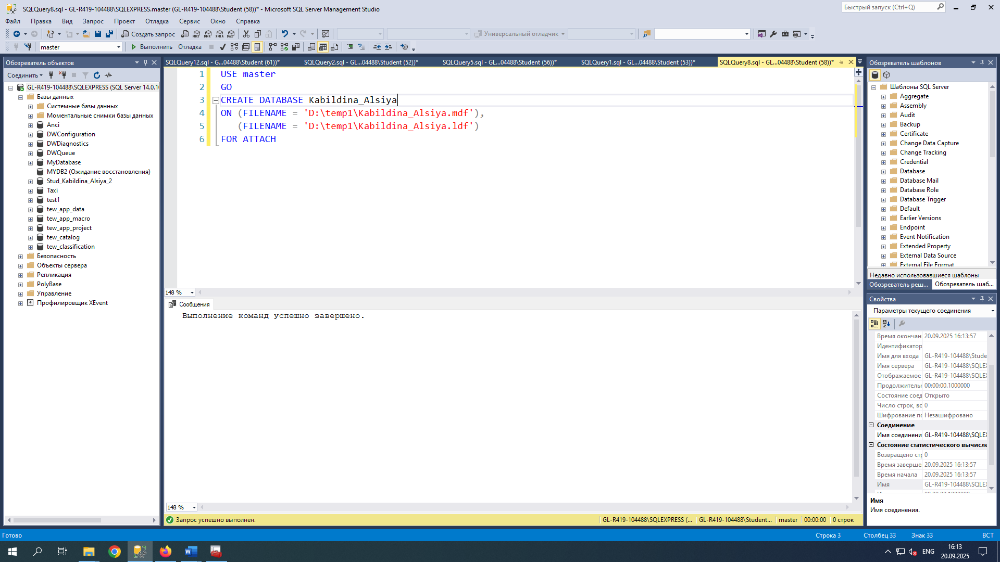 SQLQuery8.sql - GL-R419-104488\SQLEXPRESS.master (GL-R419-104488\Student (58))* - Microsoft SQL Server Management Studio
Быстрый запуск (Ctrl+Q)
Файл Правка Вид Запрос Проект Отладка Сервис Окно Справка
Создать запрос
MDX DMX XMLA DAX
Универсальный отладчик
master
Выполнить Отладка
Обозреватель объектов
Соединить
GL-R419-104488\SQLEXPRESS (SQL Server 14.0.1
Базы данных
Системные базы данных
Моментальные снимки базы данных
Anci
DWConfiguration
DWDiagnostics
DWQueue
MyDatabase
MYDB2 (Ожидание восстановления)
Stud_Kabildina_Alsiya_2
Taxi
test1
tew_app_data
tew_app_macro
tew_app_project
tew_catalog
tew_classification
Безопасность
Объекты сервера
Репликация
PolyBase
Управление
Профилировщик XEvent
SQLQuery12.sql - G...04488\Student (61))*
SQLQuery2.sql - GL...04488\Student (52))*
SQLQuery5.sql - GL...04488\Student (56))*
SQLQuery1.sql - GL...04488\Student (53))*
SQLQuery8.sql - GL...04488\Student (58))*
1 USE master
2 GO
3 CREATE DATABASE Kabildina_Alsiya
4 ON (FILENAME = 'D:\temp1\Kabildina_Alsiya.mdf'),
5 (FILENAME = 'D:\temp1\Kabildina_Alsiya.ldf')
6 FOR ATTACH
148 %
Сообщения
Выполнение команд успешно завершено.
148 %
Запрос успешно выполнен.
GL-R419-104488\SQLEXPRESS (... GL-R419-104488\Student... master 00:00:00 0 строк
Обозреватель шаблонов
Шаблоны SQL Server
Aggregate
Assembly
Audit
Backup
Certificate
Change Data Capture
Change Tracking
Credential
Database
Database Mail
Database Role
Database Trigger
Default
Earlier Versions
Endpoint
Event Notification
Extended Property
External Data Source
External File Format
Недавно использовавшиеся шаблоны
Обозреватель реш... Обозреватель шаб...
Свойства
Параметры текущего соединения
Время окончан 20.09.2025 16:13:57
Идентификатор
Имя для входа GL-R419-104488\Stude
Имя сервера GL-R419-104488\SQLEX
Отображаемое GL-R419-104488\SQLEX
Продолжительн 00:00:00.1000000
Состояние соед Открыто
Число строк, вс 0
Шифрование по Незашифровано
Соединение
Имя соединени GL-R419-104488\SQLEX
Состояние статистического вычисле
Возвращено стр 0
Время заверше 20.09.2025 16:13:57
Время начала 20.09.2025 16:13:57
Имя GL-R419-104488\SQLEX
Имя
Имя соединения.
Готово
Строка 3 Столбец 33 Знак 33 ВСТ
ENG
16:13
20.09.2025